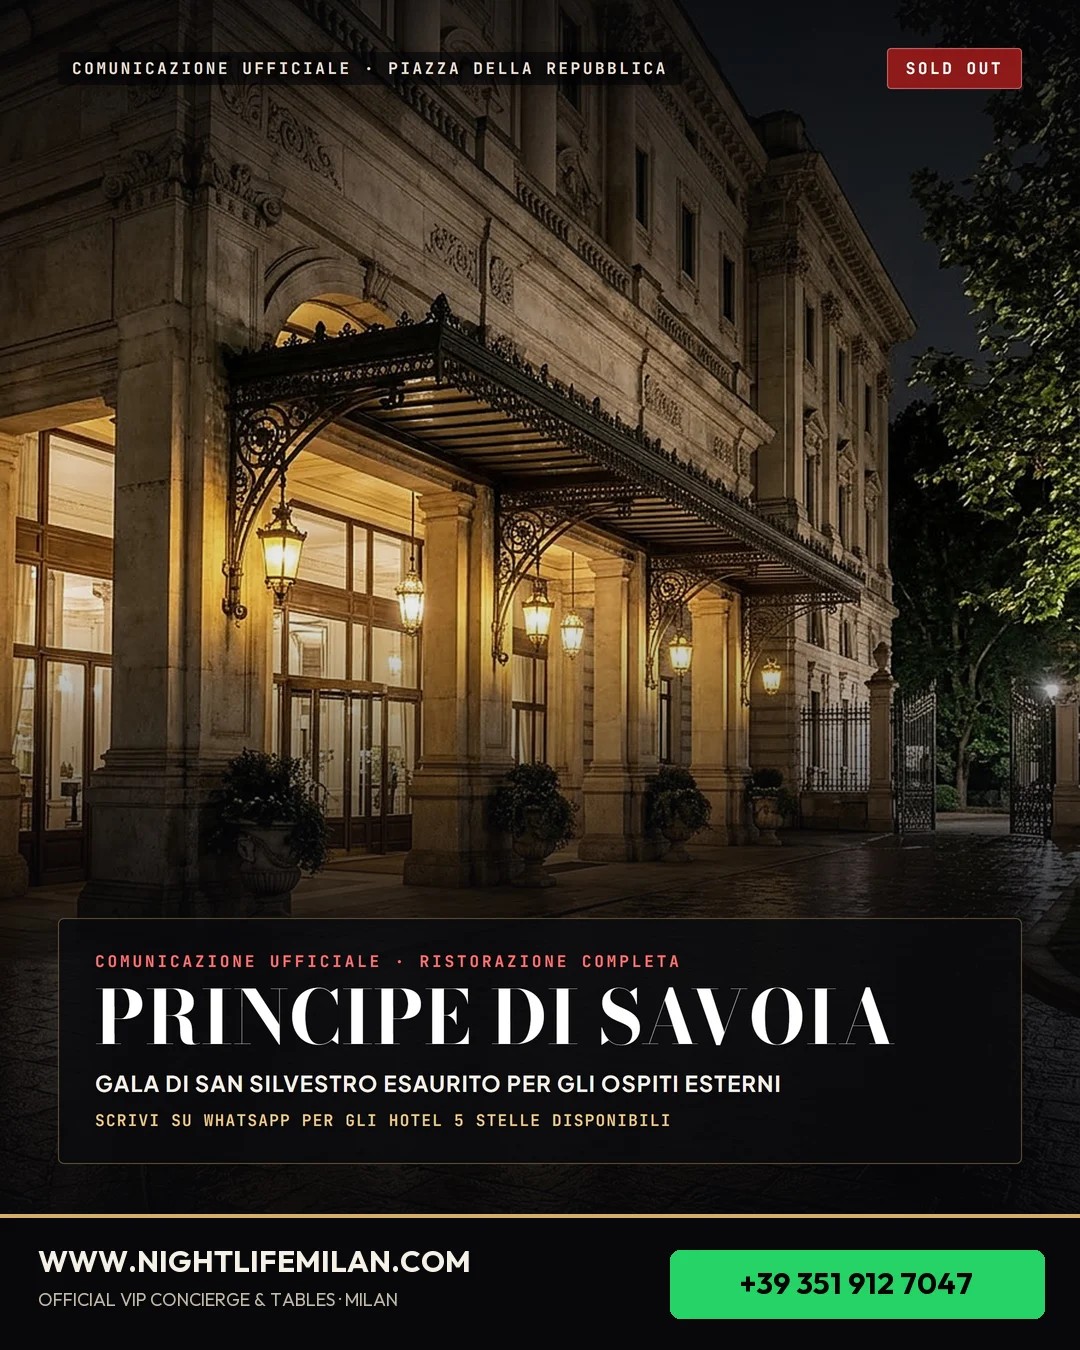 COMUNICAZIONE UFFICIALE · PIAZZA DELLA REPUBBLICA
SOLD OUT
COMUNICAZIONE UFFICIALE · RISTORAZIONE COMPLETA
PRINCIPE DI SAVOIA
GALA DI SAN SILVESTRO ESAURITO PER GLI OSPITI ESTERNI
SCRIVI SU WHATSAPP PER GLI HOTEL 5 STELLE DISPONIBILI
WWW.NIGHTLIFEMILAN.COM
OFFICIAL VIP CONCIERGE & TABLES · MILAN
+39 351 912 7047